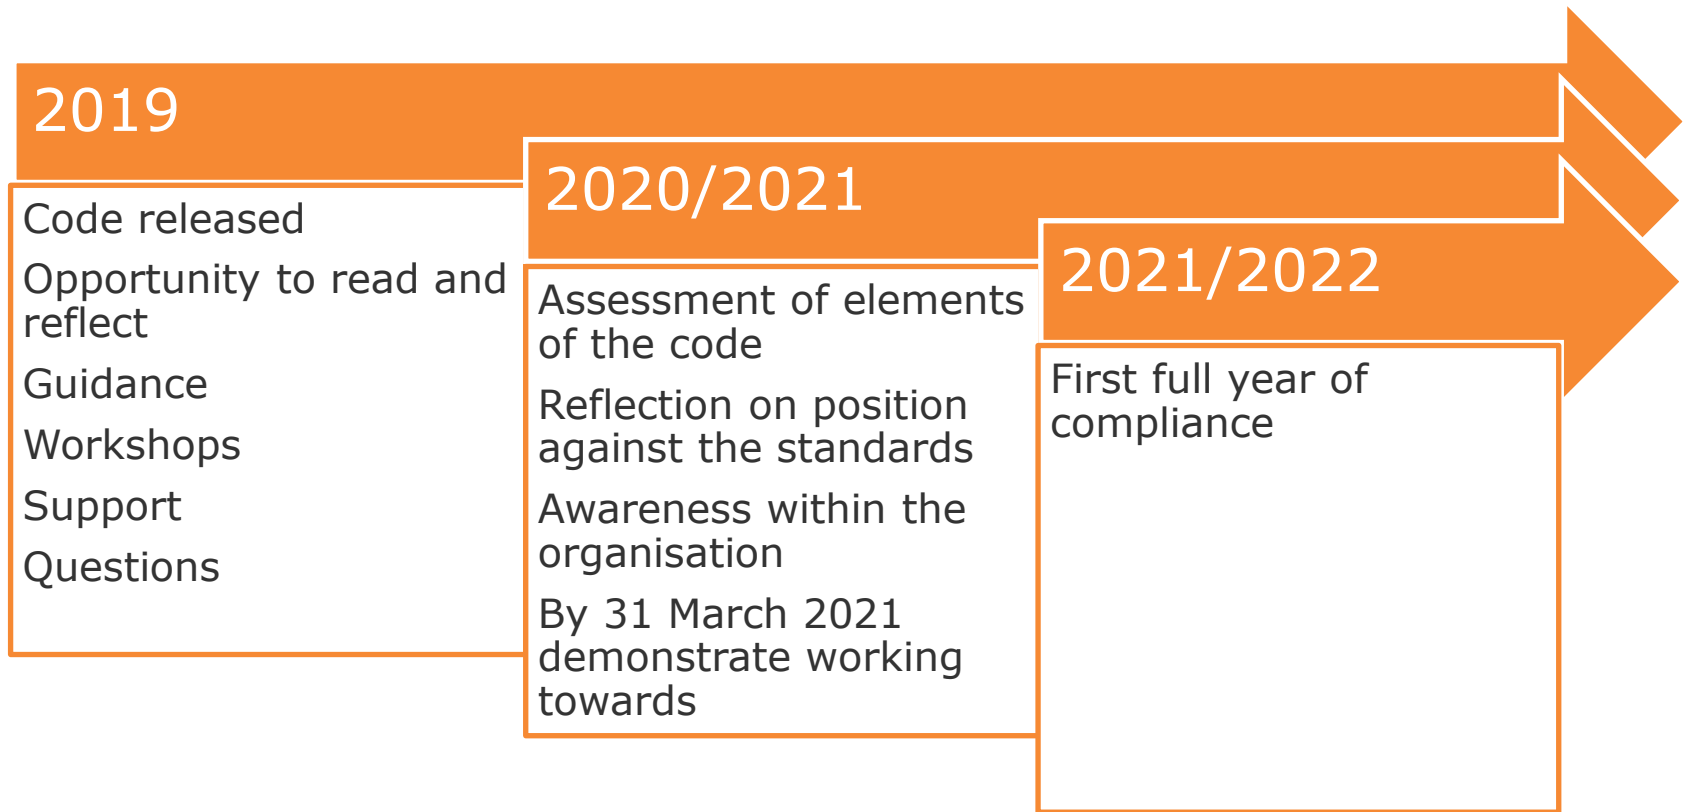 2019
Code released
Opportunity to read and
reflect
Guidance
Workshops
Support
Questions
2020/2021
Assessment of elements
of the code
Reflection on position
against the standards
Awareness within the
organisation
By 31 March 2021
demonstrate working
towards
2021/2022
First full year of
compliance